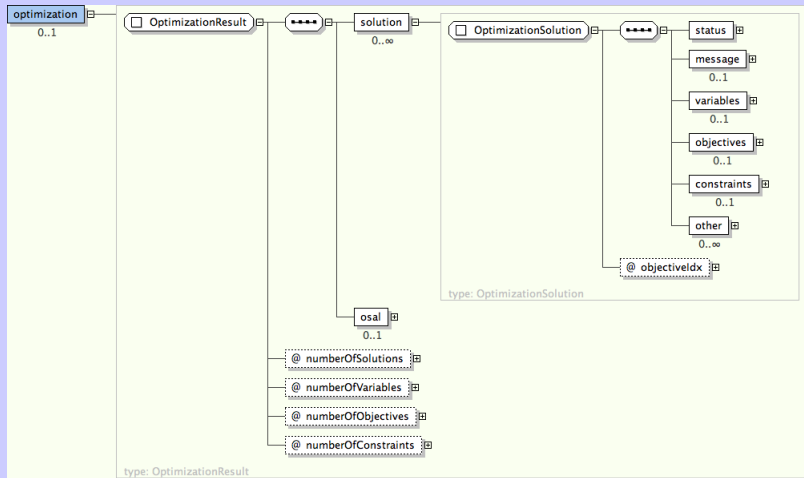 optimization
0..1
OptimizationResult
solution
0..∞
OptimizationSolution
status
message
0..1
variables
0..1
objectives
0..1
constraints
0..1
other
0..∞
@ objectiveIdx
type: OptimizationSolution
osal
0..1
@ numberOfSolutions
@ numberOfVariables
@ numberOfObjectives
@ numberOfConstraints
type: OptimizationResult